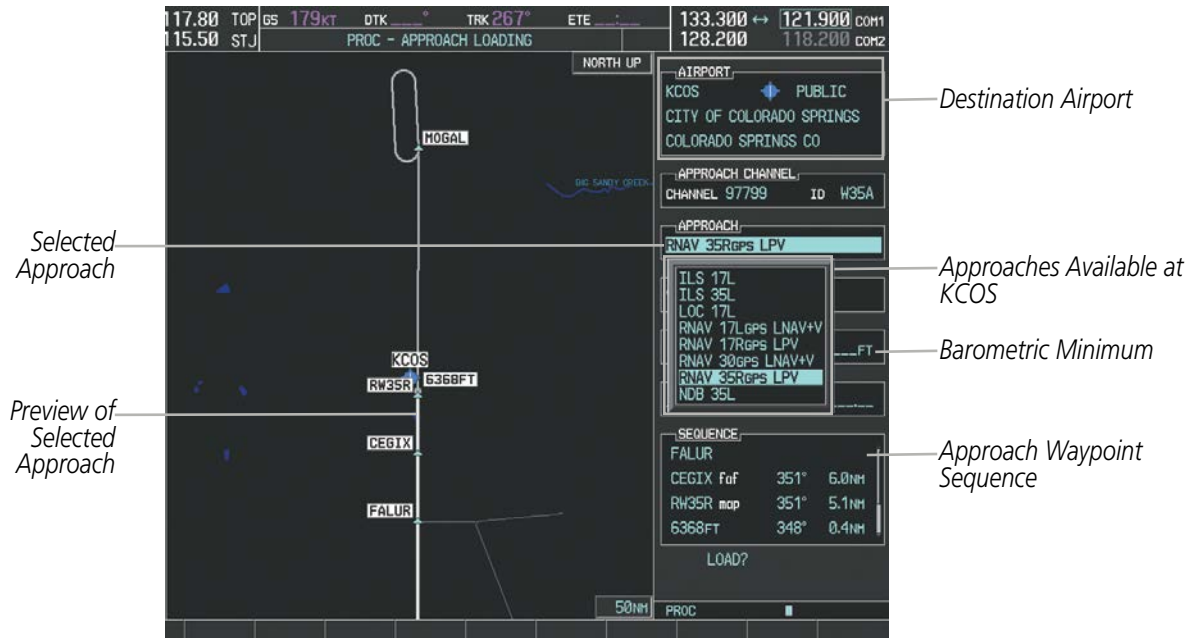 117.80 TOP GS 179KT DTK ___° TRK 267° ETE __:__ 133.300 ↔ 121.900 COM1
115.50 STJ PROC - APPROACH LOADING 128.200 118.200 COM2
NORTH UP
MOGAL
BIG SANDY CREEK
KCOS
RW35R 6368FT
CEGIX
FALUR
50NM
AIRPORT
KCOS PUBLIC
CITY OF COLORADO SPRINGS
COLORADO SPRINGS CO
APPROACH CHANNEL
CHANNEL 97799 ID W35A
APPROACH
RNAV 35RGPS LPV
ILS 17L
ILS 35L
LOC 17L
RNAV 17LGPS LNAV+V
RNAV 17RGPS LPV
RNAV 30GPS LNAV+V
RNAV 35RGPS LPV
NDB 35L
___FT
___.__
SEQUENCE
FALUR
CEGIX faf 351° 6.0NM
RW35R map 351° 5.1NM
6368FT 348° 0.4NM
LOAD?
PROC
Selected
Approach
Preview of
Selected
Approach
Destination Airport
Approaches Available at
KCOS
Barometric Minimum
Approach Waypoint
Sequence